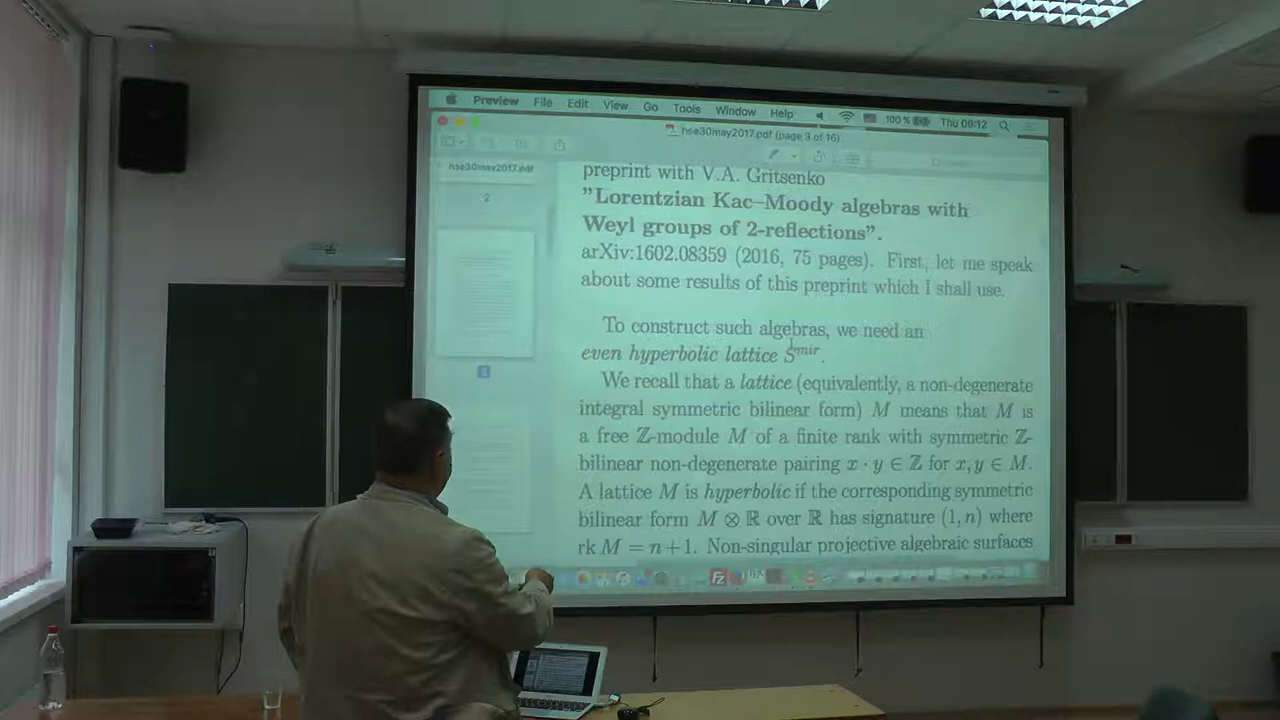 Preview File Edit View Go Tools Window Help 100 % Thu 09:12
hse30may2017.pdf (page 3 of 16)
hse30may2017.pdf
2
preprint with V.A. Gritsenko
"Lorentzian Kac–Moody algebras with
Weyl groups of 2-reflections".
arXiv:1602.08359 (2016, 75 pages). First, let me speak
about some results of this preprint which I shall use.
To construct such algebras, we need an
even hyperbolic lattice Sᵐⁱʳ.
We recall that a lattice (equivalently, a non-degenerate
integral symmetric bilinear form) M means that M is
a free ℤ-module M of a finite rank with symmetric ℤ-
bilinear non-degenerate pairing x · y ∈ ℤ for x, y ∈ M.
A lattice M is hyperbolic if the corresponding symmetric
bilinear form M ⊗ ℝ over ℝ has signature (1, n) where
rk M = n + 1. Non-singular projective algebraic surfaces
FZ